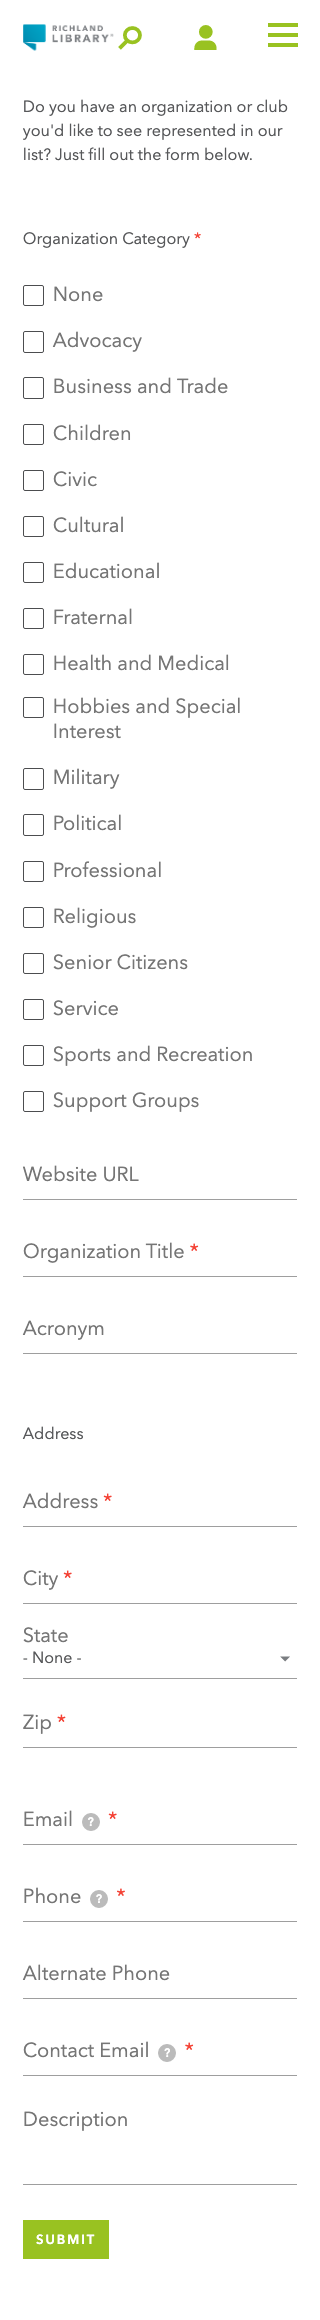 RICHLAND
LIBRARY
Do you have an organization or club
you'd like to see represented in our
list? Just fill out the form below.
Organization Category *
None
Advocacy
Business and Trade
Children
Civic
Cultural
Educational
Fraternal
Health and Medical
Hobbies and Special
Interest
Military
Political
Professional
Religious
Senior Citizens
Service
Sports and Recreation
Support Groups
Website URL
Organization Title *
Acronym
Address
Address *
City *
State
- None -
Zip *
Email ? *
Phone ? *
Alternate Phone
Contact Email ? *
Description
SUBMIT